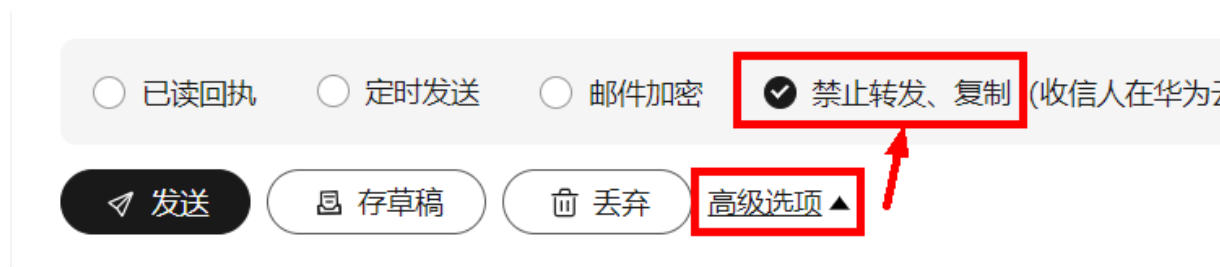 已读回执 定时发送 邮件加密 禁止转发、复制 (收信人在华为云
发送 存草稿 丢弃 高级选项